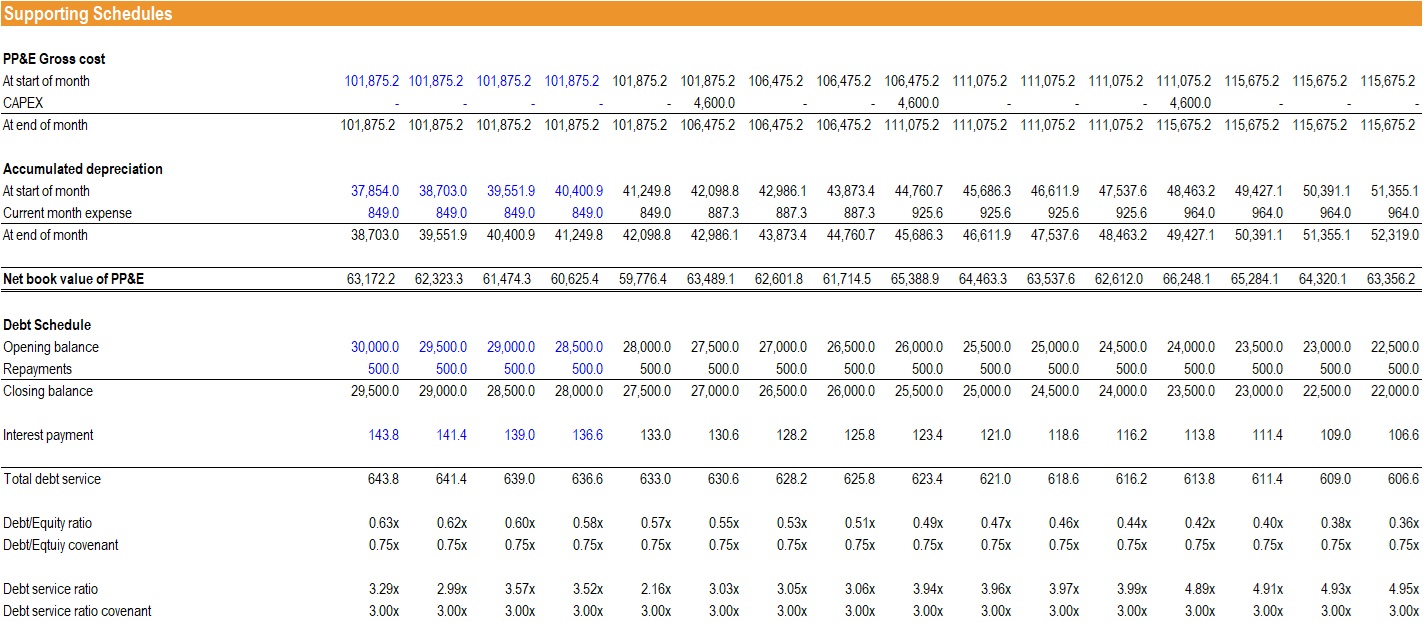 Supporting Schedules
PP&E Gross cost
At start of month 101,875.2 101,875.2 101,875.2 101,875.2 101,875.2 101,875.2 106,475.2 106,475.2 106,475.2 111,075.2 111,075.2 111,075.2 111,075.2 115,675.2 115,675.2 115,675.2
CAPEX - - - - - 4,600.0 - - 4,600.0 - - - 4,600.0 - - -
At end of month 101,875.2 101,875.2 101,875.2 101,875.2 101,875.2 106,475.2 106,475.2 106,475.2 111,075.2 111,075.2 111,075.2 111,075.2 115,675.2 115,675.2 115,675.2 115,675.2
Accumulated depreciation
At start of month 37,854.0 38,703.0 39,551.9 40,400.9 41,249.8 42,098.8 42,986.1 43,873.4 44,760.7 45,686.3 46,611.9 47,537.6 48,463.2 49,427.1 50,391.1 51,355.1
Current month expense 849.0 849.0 849.0 849.0 849.0 887.3 887.3 887.3 925.6 925.6 925.6 925.6 964.0 964.0 964.0 964.0
At end of month 38,703.0 39,551.9 40,400.9 41,249.8 42,098.8 42,986.1 43,873.4 44,760.7 45,686.3 46,611.9 47,537.6 48,463.2 49,427.1 50,391.1 51,355.1 52,319.0
Net book value of PP&E 63,172.2 62,323.3 61,474.3 60,625.4 59,776.4 63,489.1 62,601.8 61,714.5 65,388.9 64,463.3 63,537.6 62,612.0 66,248.1 65,284.1 64,320.1 63,356.2
Debt Schedule
Opening balance 30,000.0 29,500.0 29,000.0 28,500.0 28,000.0 27,500.0 27,000.0 26,500.0 26,000.0 25,500.0 25,000.0 24,500.0 24,000.0 23,500.0 23,000.0 22,500.0
Repayments 500.0 500.0 500.0 500.0 500.0 500.0 500.0 500.0 500.0 500.0 500.0 500.0 500.0 500.0 500.0 500.0
Closing balance 29,500.0 29,000.0 28,500.0 28,000.0 27,500.0 27,000.0 26,500.0 26,000.0 25,500.0 25,000.0 24,500.0 24,000.0 23,500.0 23,000.0 22,500.0 22,000.0
Interest payment 143.8 141.4 139.0 136.6 133.0 130.6 128.2 125.8 123.4 121.0 118.6 116.2 113.8 111.4 109.0 106.6
Total debt service 643.8 641.4 639.0 636.6 633.0 630.6 628.2 625.8 623.4 621.0 618.6 616.2 613.8 611.4 609.0 606.6
Debt/Equity ratio 0.63x 0.62x 0.60x 0.58x 0.57x 0.55x 0.53x 0.51x 0.49x 0.47x 0.46x 0.44x 0.42x 0.40x 0.38x 0.36x
Debt/Eqtuiy covenant 0.75x 0.75x 0.75x 0.75x 0.75x 0.75x 0.75x 0.75x 0.75x 0.75x 0.75x 0.75x 0.75x 0.75x 0.75x 0.75x
Debt service ratio 3.29x 2.99x 3.57x 3.52x 2.16x 3.03x 3.05x 3.06x 3.94x 3.96x 3.97x 3.99x 4.89x 4.91x 4.93x 4.95x
Debt service ratio covenant 3.00x 3.00x 3.00x 3.00x 3.00x 3.00x 3.00x 3.00x 3.00x 3.00x 3.00x 3.00x 3.00x 3.00x 3.00x 3.00x